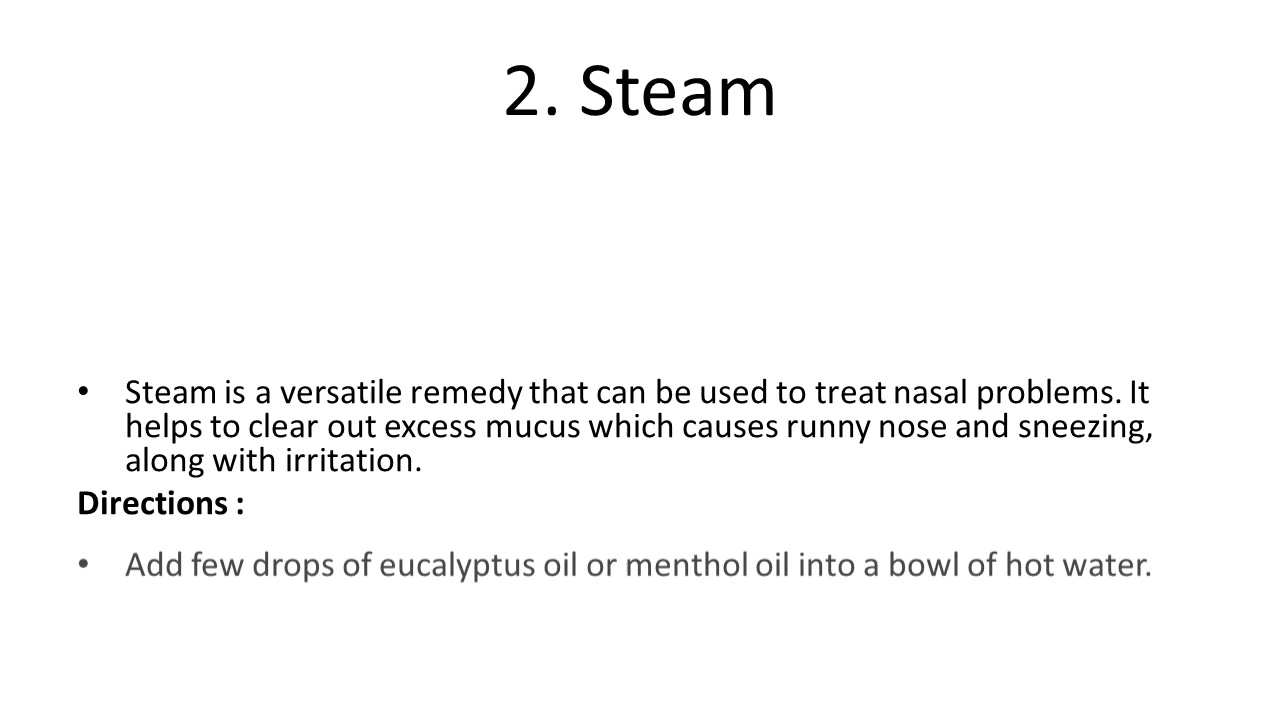 2. Steam
• Steam is a versatile remedy that can be used to treat nasal problems. It
helps to clear out excess mucus which causes runny nose and sneezing,
along with irritation.
Directions :
• Add few drops of eucalyptus oil or menthol oil into a bowl of hot water.